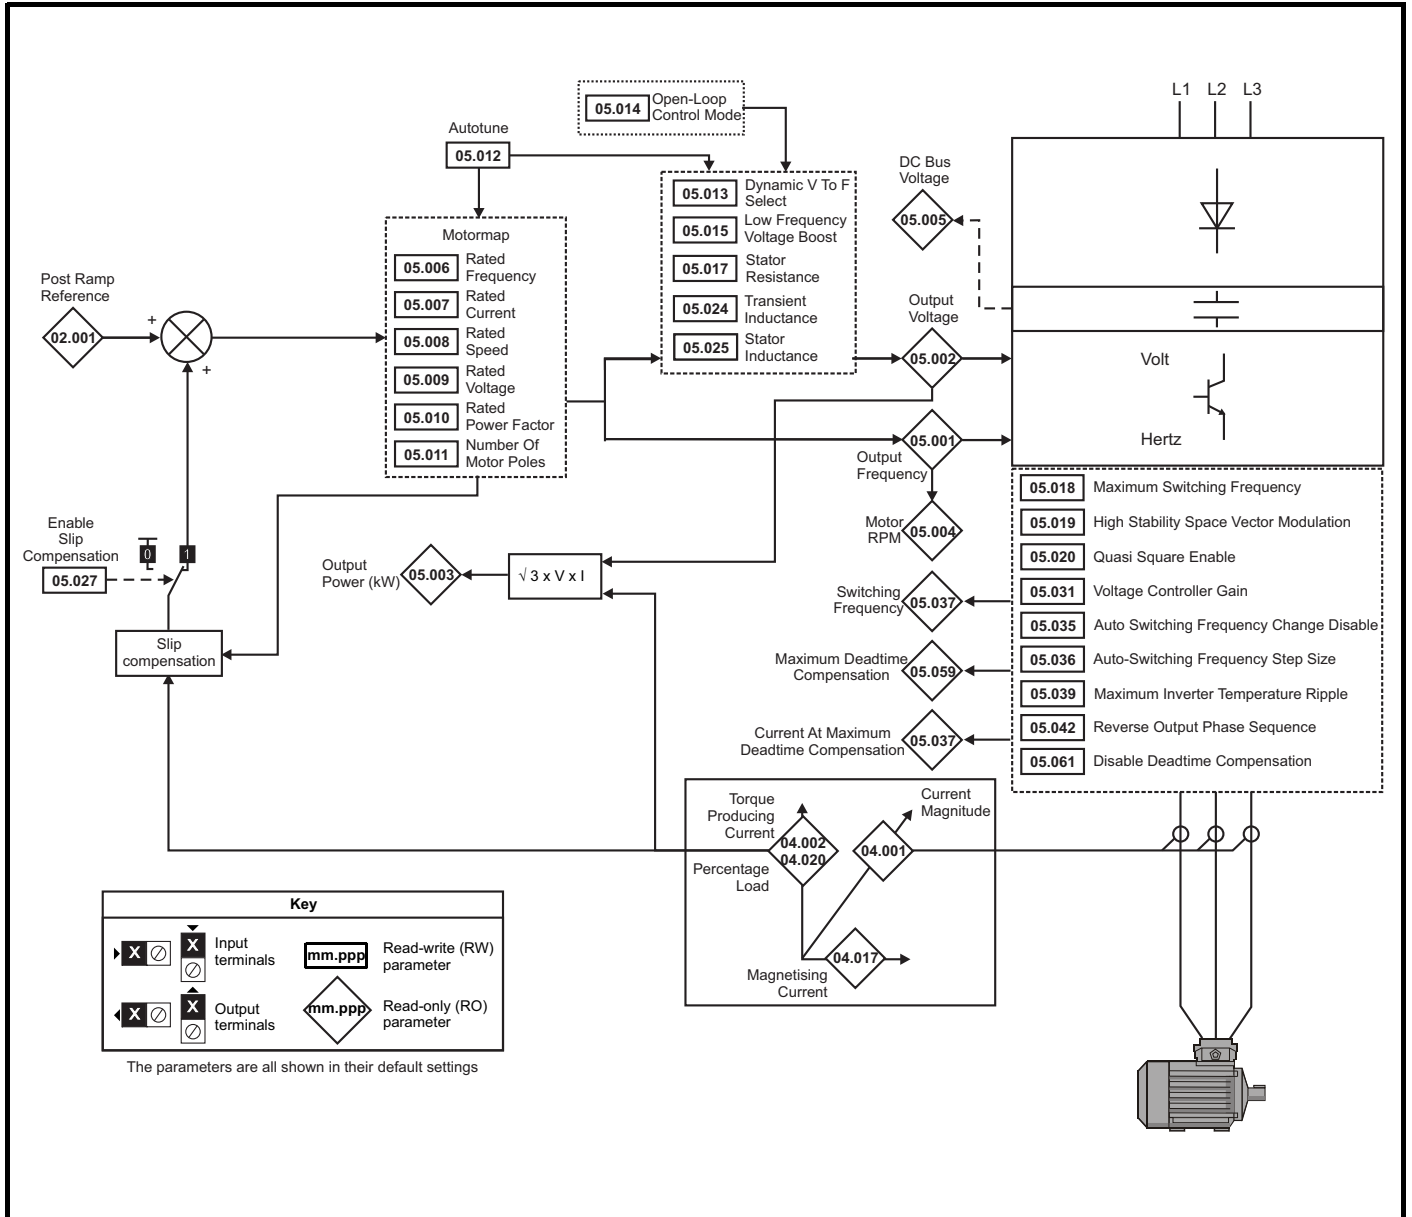 L1 L2 L3
05.014
Open-Loop
Control Mode
Autotune
05.012
DC Bus
Voltage
05.005
05.013
Dynamic V To F
Select
05.015
Low Frequency
Voltage Boost
05.017
Stator
Resistance
05.024
Transient
Inductance
05.025
Stator
Inductance
Motormap
05.006
Rated
Frequency
05.007
Rated
Current
05.008
Rated
Speed
05.009
Rated
Voltage
05.010
Rated
Power Factor
05.011
Number Of
Motor Poles
Post Ramp
Reference
02.001
+
+
Output
Voltage
05.002
Volt
Hertz
05.001
Output
Frequency
Motor
RPM
05.004
Enable
Slip
Compensation
05.027
0
1
Slip
compensation
Output
Power (kW)
05.003
√ 3 x V x I
Switching
Frequency
05.037
Maximum Deadtime
Compensation
05.059
Current At Maximum
Deadtime Compensation
05.037
05.018 Maximum Switching Frequency
05.019 High Stability Space Vector Modulation
05.020 Quasi Square Enable
05.031 Voltage Controller Gain
05.035 Auto Switching Frequency Change Disable
05.036 Auto-Switching Frequency Step Size
05.039 Maximum Inverter Temperature Ripple
05.042 Reverse Output Phase Sequence
05.061 Disable Deadtime Compensation
Torque
Producing
Current
04.002
04.020
Percentage
Load
Current
Magnitude
04.001
04.017
Magnetising
Current
Key
X
X
Input
terminals
mm.ppp
Read-write (RW)
parameter
X
X
Output
terminals
mm.ppp
Read-only (RO)
parameter
The parameters are all shown in their default settings